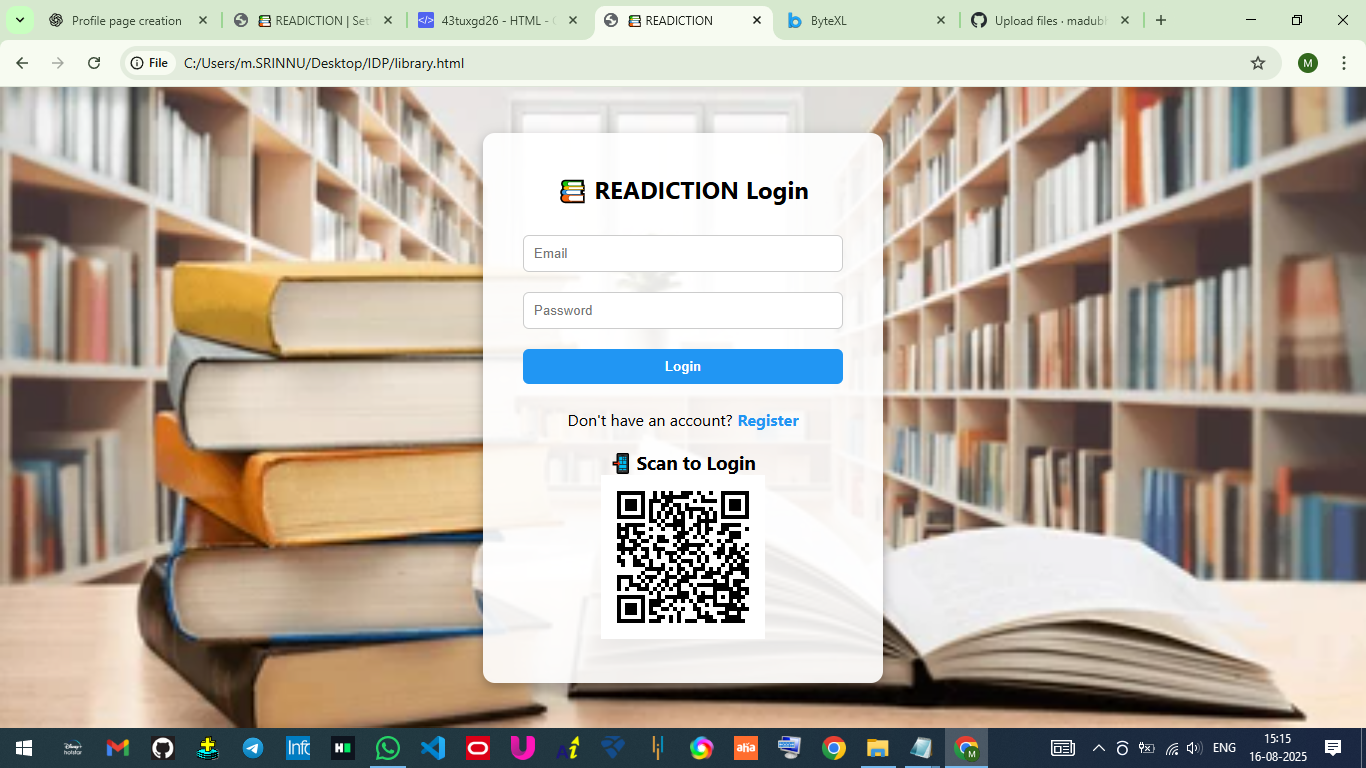 Profile page creation
READICTION | Set
43tuxgd26 - HTML - O
READICTION
ByteXL
Upload files · madubh
File
C:/Users/m.SRINNU/Desktop/IDP/library.html
M
READICTION Login
Email
Password
Login
Don't have an account? Register
Scan to Login
ENG
15:15
16-08-2025